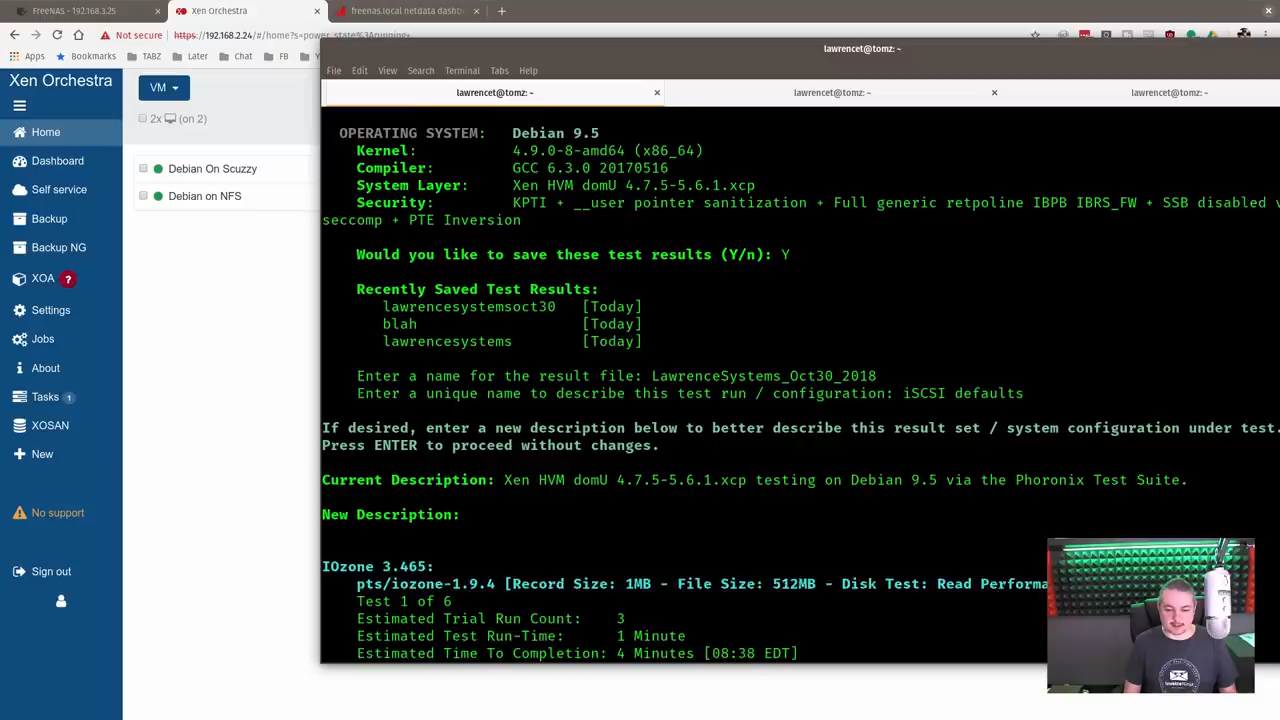 FreeNAS - 192.168.3.25
Xen Orchestra
freenas.local netdata dashb
Not secure
https://192.168.2.24/#/home?s=power_state%3Arunning+
Apps
Bookmarks
TABZ
Later
Chat
FB
lawrencet@tomz: ~
File Edit View Search Terminal Tabs Help
lawrencet@tomz: ~
lawrencet@tomz: ~
lawrencet@tomz: ~
Xen Orchestra
Home
Dashboard
Self service
Backup
Backup NG
XOA ?
Settings
Jobs
About
Tasks 1
XOSAN
New
No support
Sign out
VM
2x (on 2)
Debian On Scuzzy
Debian on NFS
OPERATING SYSTEM: Debian 9.5
Kernel: 4.9.0-8-amd64 (x86_64)
Compiler: GCC 6.3.0 20170516
System Layer: Xen HVM domU 4.7.5-5.6.1.xcp
Security: KPTI + __user pointer sanitization + Full generic retpoline IBPB IBRS_FW + SSB disabled v
seccomp + PTE Inversion
Would you like to save these test results (Y/n): Y
Recently Saved Test Results:
lawrencesystemsoct30 [Today]
blah [Today]
lawrencesystems [Today]
Enter a name for the result file: LawrenceSystems_Oct30_2018
Enter a unique name to describe this test run / configuration: iSCSI defaults
If desired, enter a new description below to better describe this result set / system configuration under test.
Press ENTER to proceed without changes.
Current Description: Xen HVM domU 4.7.5-5.6.1.xcp testing on Debian 9.5 via the Phoronix Test Suite.
New Description:
IOzone 3.465:
pts/iozone-1.9.4 [Record Size: 1MB - File Size: 512MB - Disk Test: Read Performa
Test 1 of 6
Estimated Trial Run Count: 3
Estimated Test Run-Time: 1 Minute
Estimated Time To Completion: 4 Minutes [08:38 EDT]